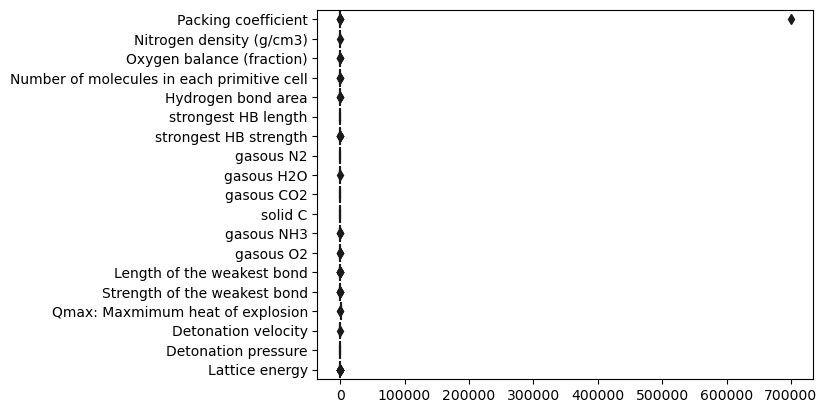 Packing coefficient
Nitrogen density (g/cm3)
Oxygen balance (fraction)
Number of molecules in each primitive cell
Hydrogen bond area
strongest HB length
strongest HB strength
gasous N2
gasous H2O
gasous CO2
solid C
gasous NH3
gasous O2
Length of the weakest bond
Strength of the weakest bond
Qmax: Maxmimum heat of explosion
Detonation velocity
Detonation pressure
Lattice energy
0 100000 200000 300000 400000 500000 600000 700000